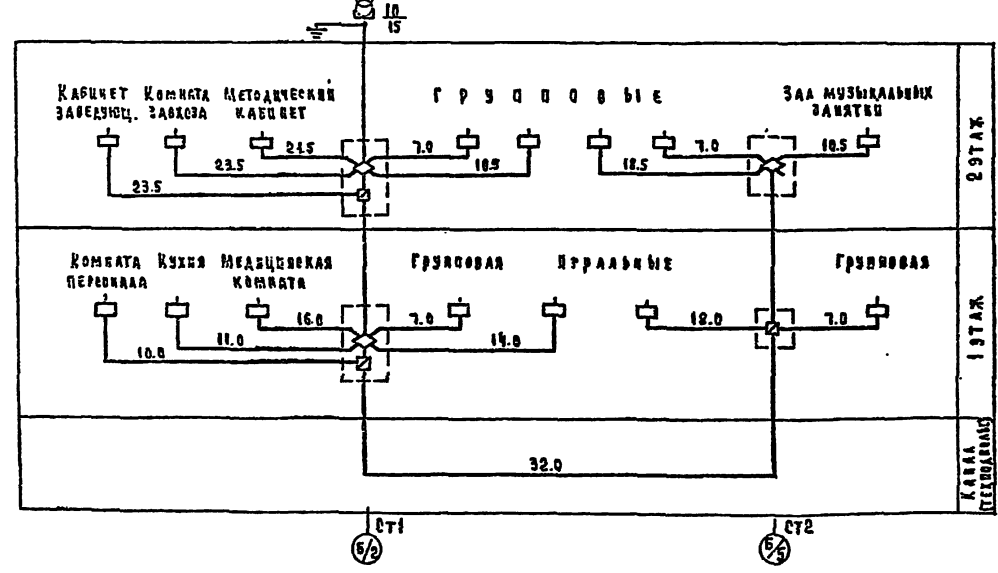 10
15
Кабинет Комната Методический Групповые Зал музыкальных
заведующ. завхоза кабинет занятий
21.5 7.0 7.0 10.5
23.5 10.5 18.5
23.5
2 этаж
Комната Кухня Медицинская Групповая Игральные Групповая
персонала комната
16.0 7.0 18.0 7.0
11.0 14.0
10.0
1 этаж
32.0
Канал
(техподполье)
Ст1 Ст2
Б/2 Б/5